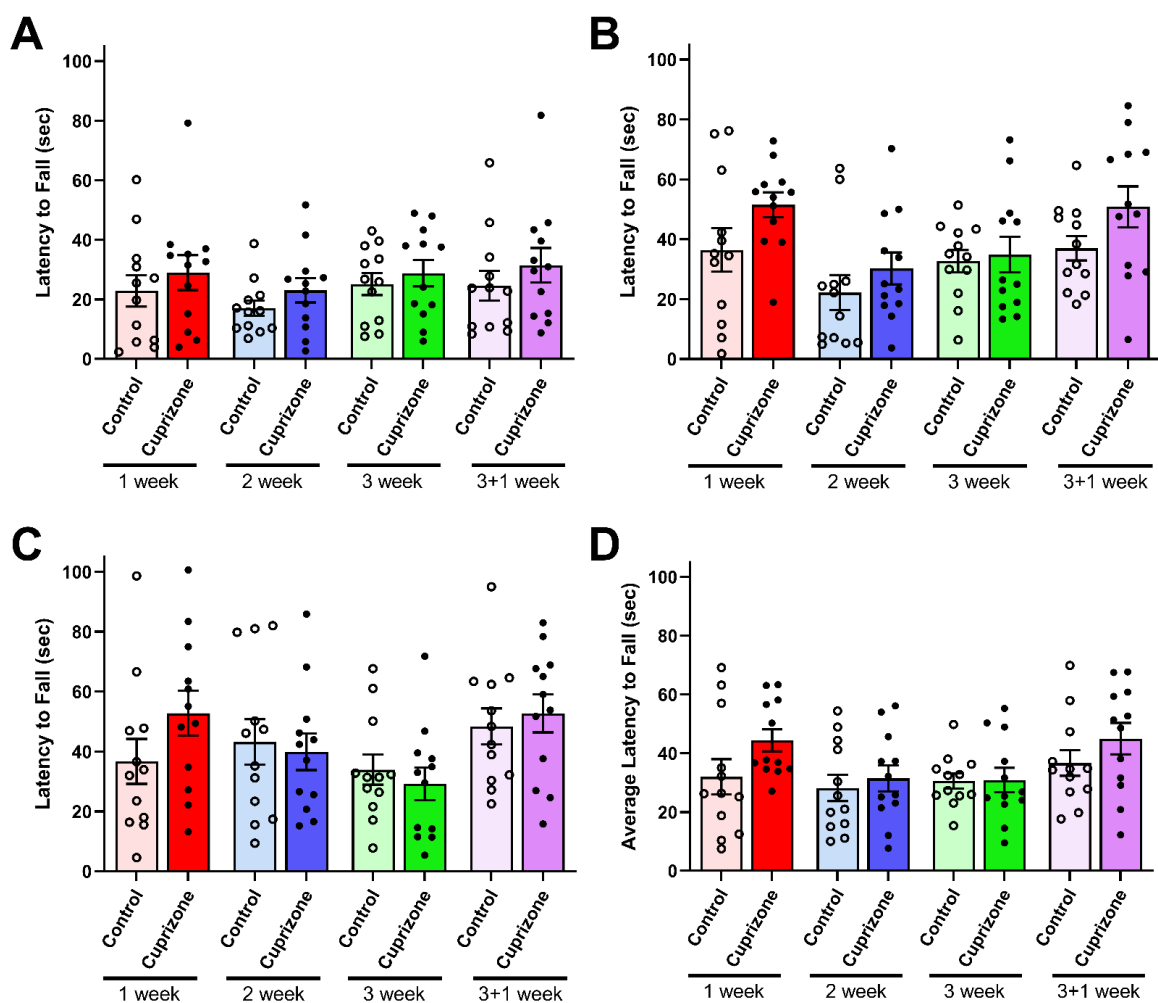 A
Latency to Fall (sec)
100
80
60
40
20
0
Control
Cuprizone
Control
Cuprizone
Control
Cuprizone
Control
Cuprizone
1 week
2 week
3 week
3+1 week
B
Latency to Fall (sec)
100
80
60
40
20
0
Control
Cuprizone
Control
Cuprizone
Control
Cuprizone
Control
Cuprizone
1 week
2 week
3 week
3+1 week
C
Latency to Fall (sec)
100
80
60
40
20
0
Control
Cuprizone
Control
Cuprizone
Control
Cuprizone
Control
Cuprizone
1 week
2 week
3 week
3+1 week
D
Average Latency to Fall (sec)
100
80
60
40
20
0
Control
Cuprizone
Control
Cuprizone
Control
Cuprizone
Control
Cuprizone
1 week
2 week
3 week
3+1 week